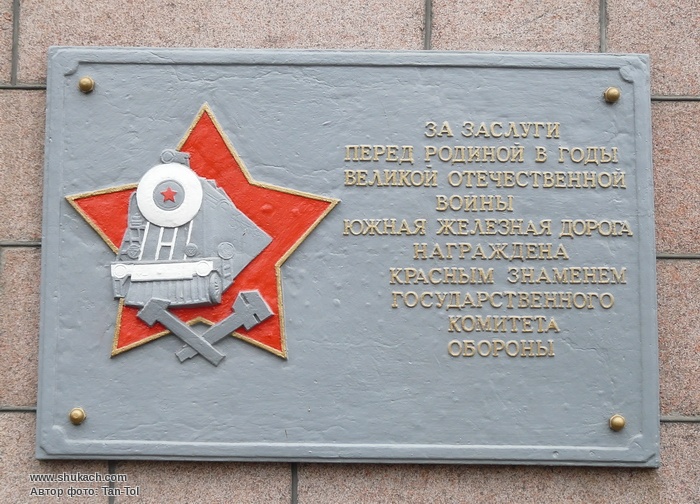 ЗА ЗАСЛУГИ
ПЕРЕД РОДИНОЙ В ГОДЫ
ВЕЛИКОЙ ОТЕЧЕСТВЕННОЙ
ВОЙНЫ
ЮЖНАЯ ЖЕЛЕЗНАЯ ДОРОГА
НАГРАЖДЕНА
КРАСНЫМ ЗНАМЕНЕМ
ГОСУДАРСТВЕННОГО
КОМИТЕТА
ОБОРОНЫ
www.shukach.com
Автор фото: Tan-Tol